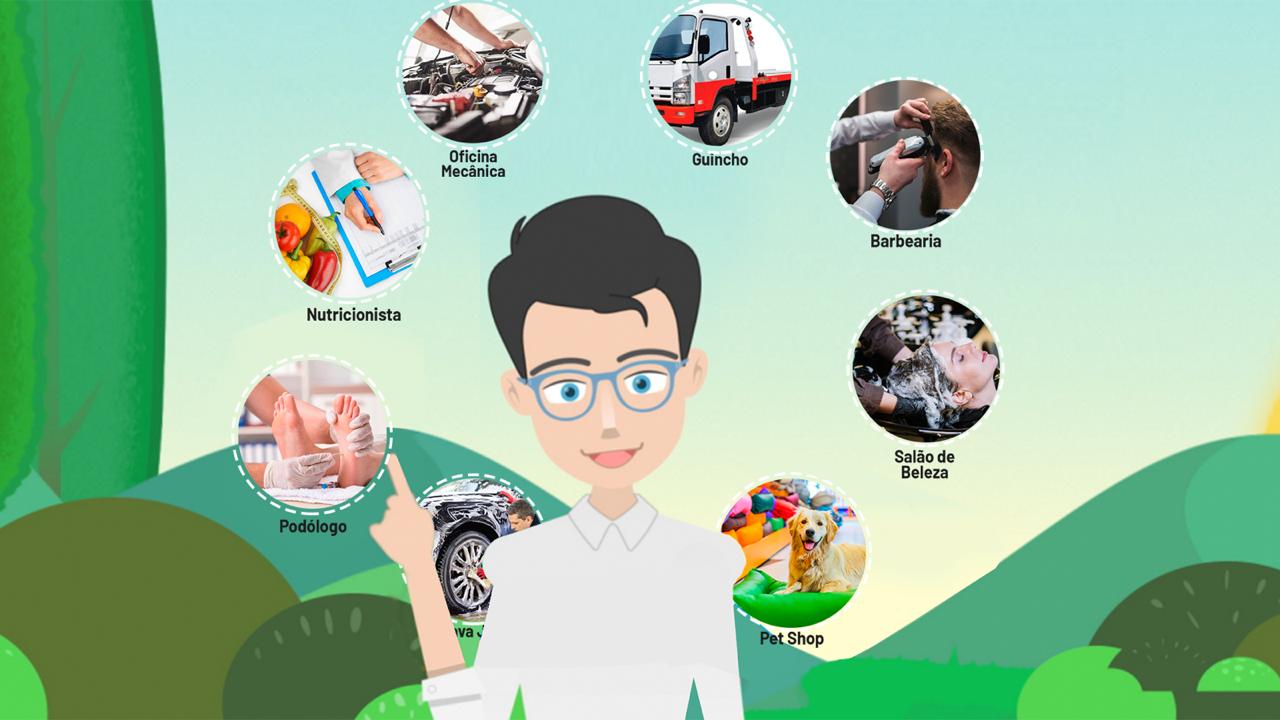 Oficina
Mecânica
Guincho
Barbearia
Nutricionista
Salão de
Beleza
Podólogo
Pet Shop